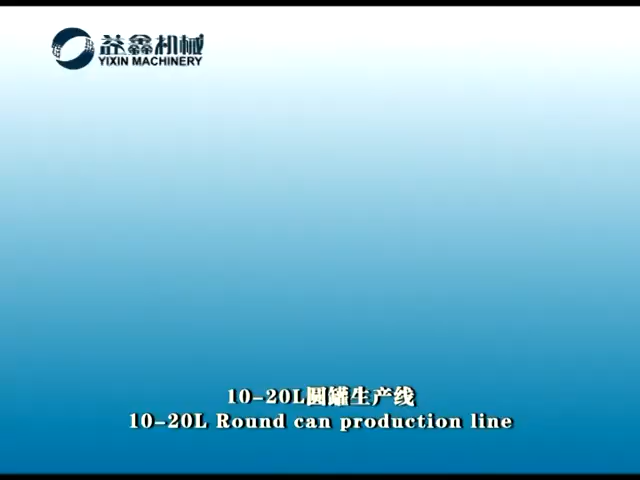 益鑫机械
YIXIN MACHINERY
10-20L圆罐生产线
10-20L Round can production line